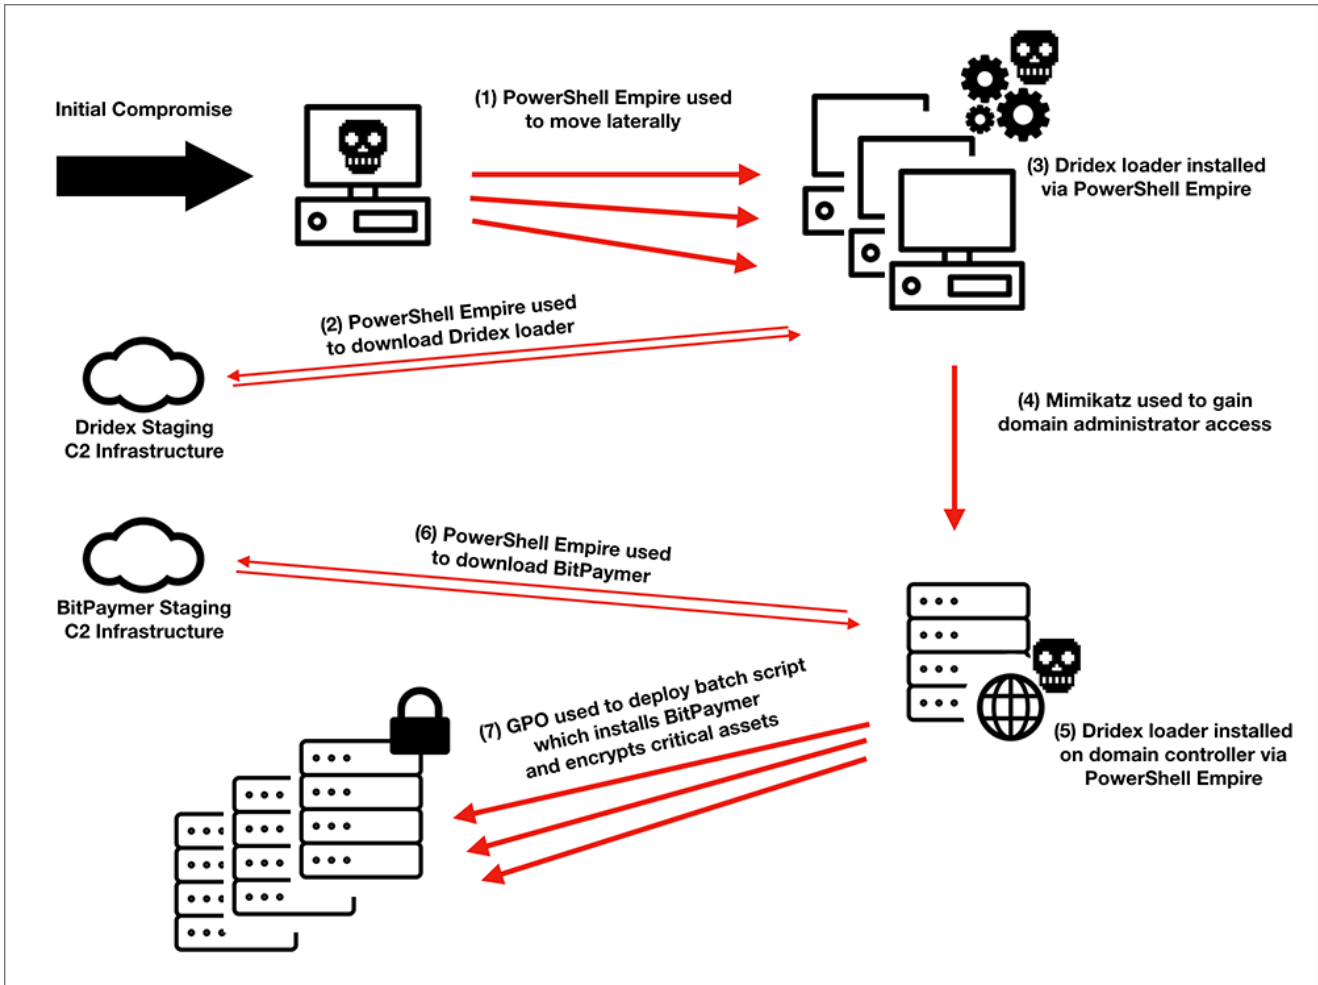 Initial Compromise
(1) PowerShell Empire used
to move laterally
(3) Dridex loader installed
via PowerShell Empire
(2) PowerShell Empire used
to download Dridex loader
Dridex Staging
C2 Infrastructure
(4) Mimikatz used to gain
domain administrator access
(6) PowerShell Empire used
to download BitPaymer
BitPaymer Staging
C2 Infrastructure
(7) GPO used to deploy batch script
which installs BitPaymer
and encrypts critical assets
(5) Dridex loader installed
on domain controller via
PowerShell Empire